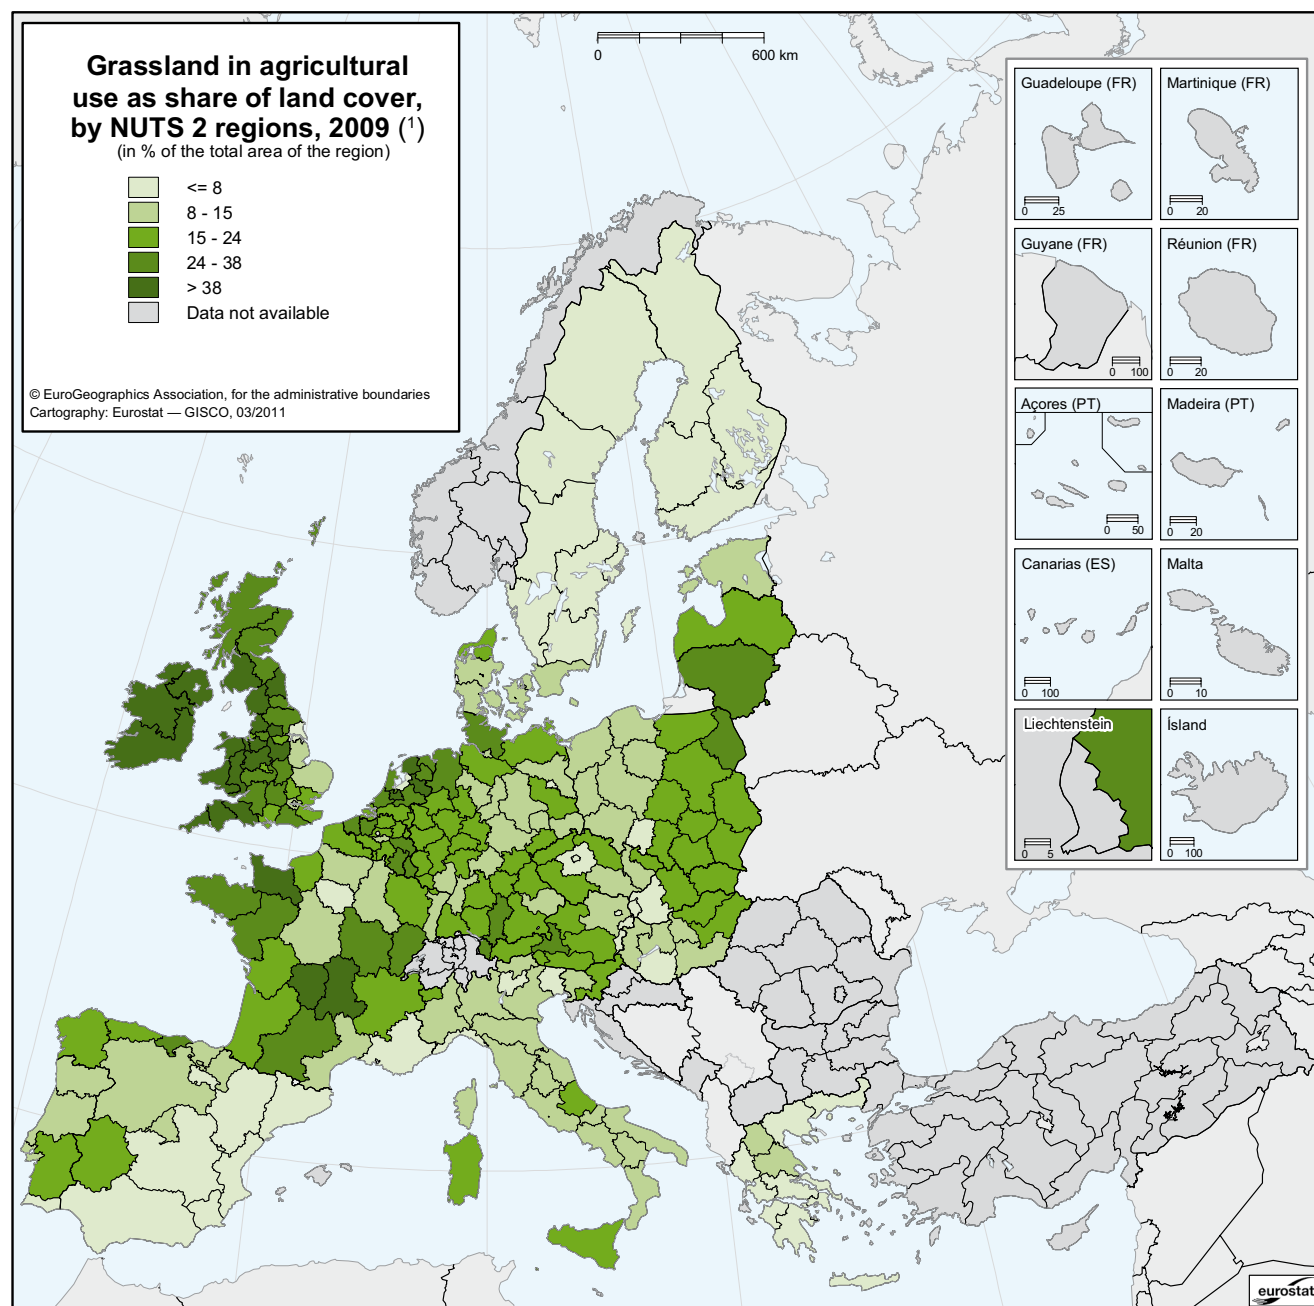 Grassland in agricultural
use as share of land cover,
by NUTS 2 regions, 2009 (¹)
(in % of the total area of the region)
<= 8
8 - 15
15 - 24
24 - 38
> 38
Data not available
© EuroGeographics Association, for the administrative boundaries
Cartography: Eurostat — GISCO, 03/2011
0 600 km
Guadeloupe (FR)
0 25
Martinique (FR)
0 20
Guyane (FR)
0 100
Réunion (FR)
0 20
Açores (PT)
0 50
Madeira (PT)
0 20
Canarias (ES)
0 100
Malta
0 10
Liechtenstein
0 5
Ísland
0 100
eurostat